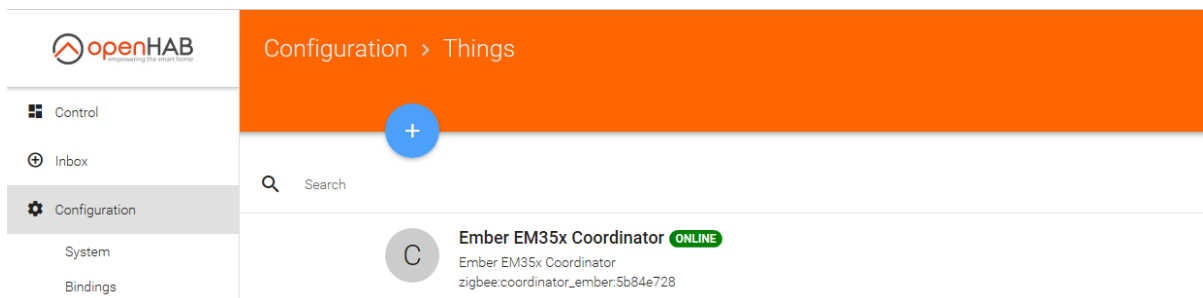 openHAB
empowering the smart home
Configuration > Things
Control
+
Inbox
Search
Configuration
System
Bindings
C
Ember EM35x Coordinator ONLINE
Ember EM35x Coordinator
zigbee:coordinator_ember:5b84e728